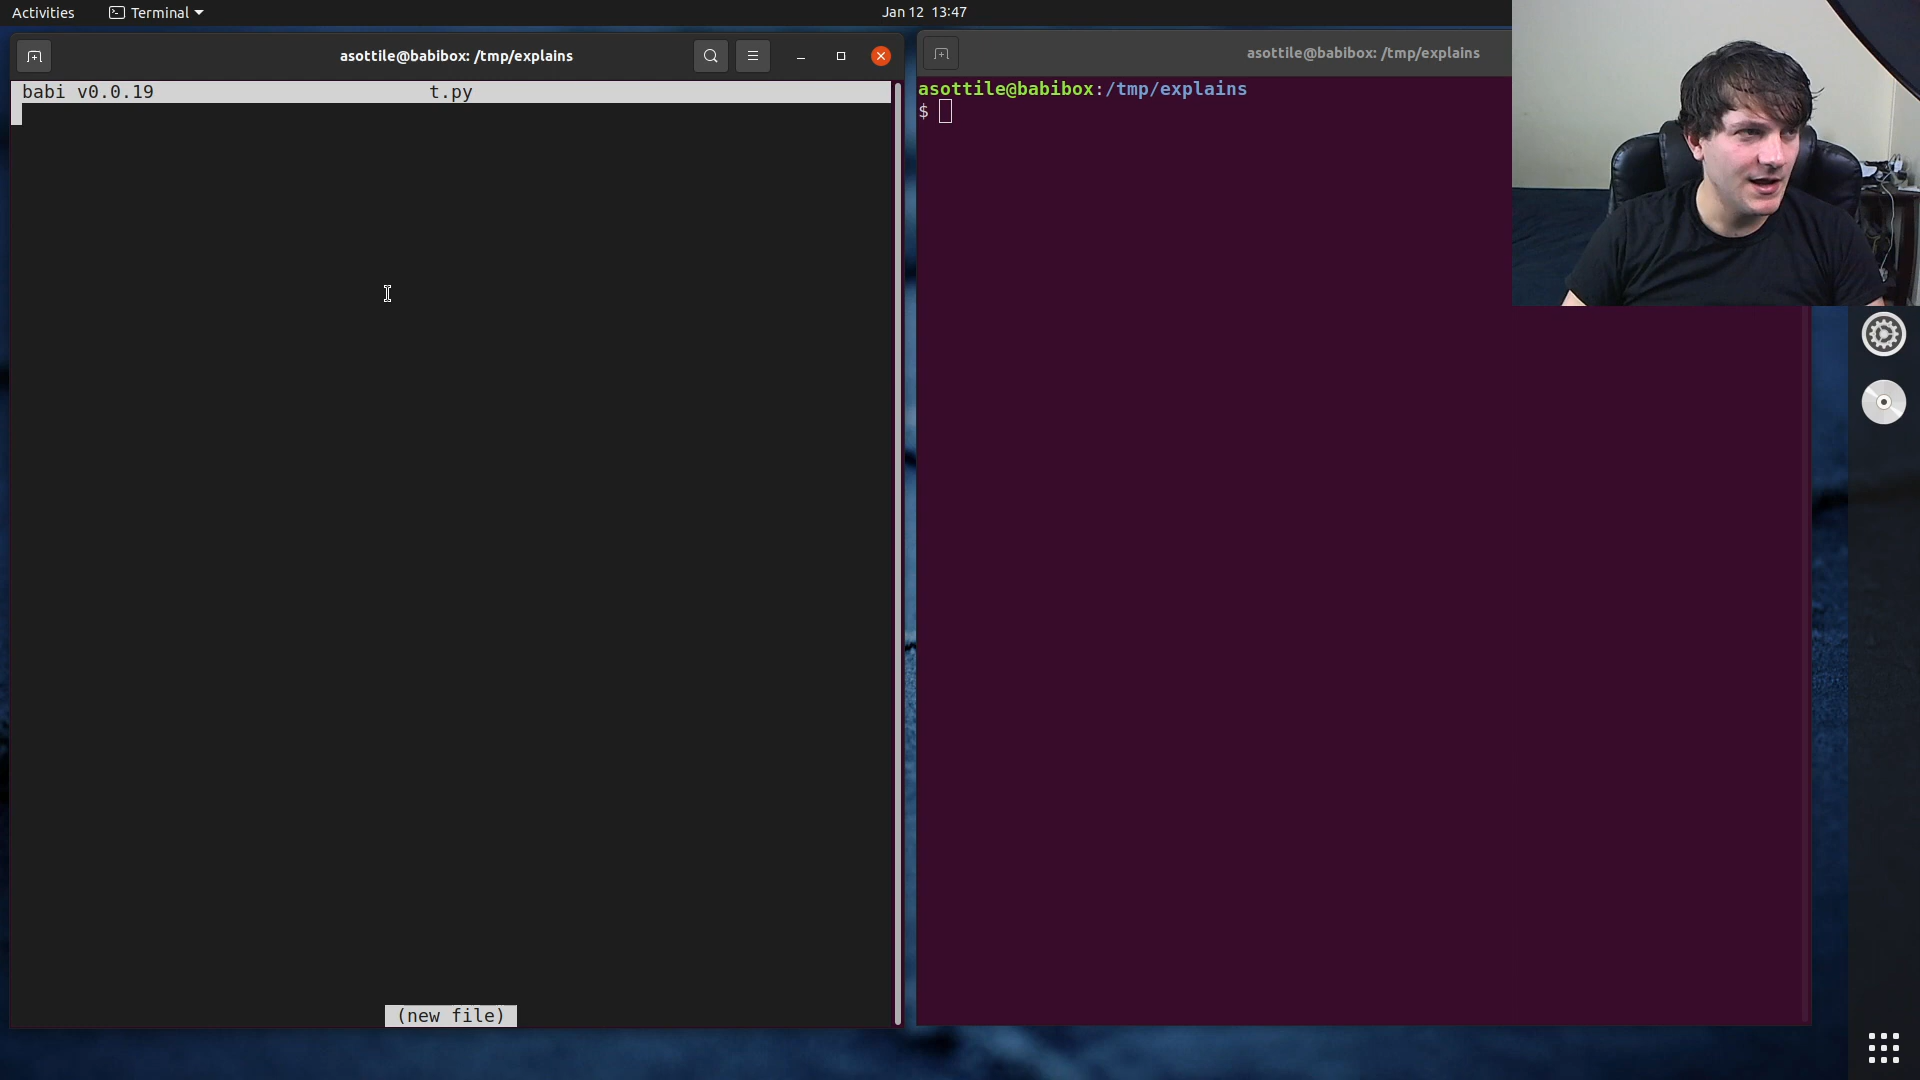 Activities
Terminal
Jan 12 13:47
asottile@babibox: /tmp/explains
babi v0.0.19 t.py
(new file)
asottile@babibox: /tmp/explains
asottile@babibox:/tmp/explains
$